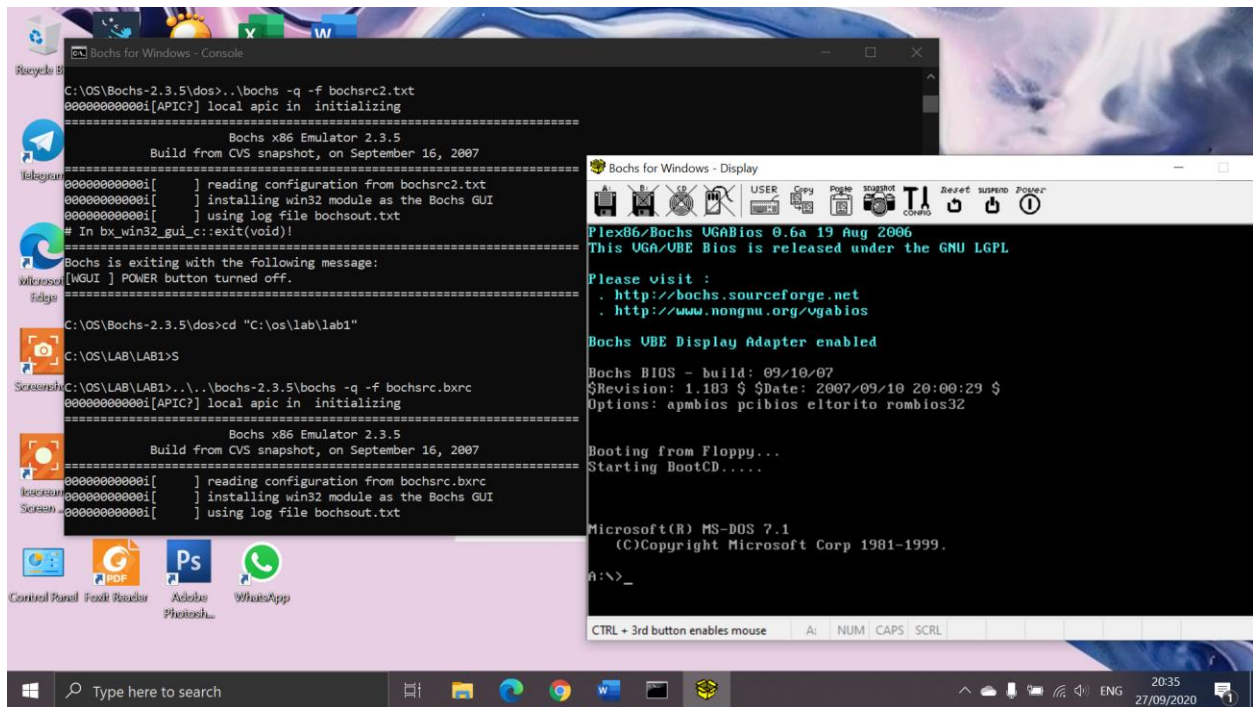 Recycle B
X
W
Bochs for Windows - Console
C:\OS\Bochs-2.3.5\dos>..\bochs -q -f bochsrc2.txt
00000000000i[APIC?] local apic in  initializing
========================================================================
Bochs x86 Emulator 2.3.5
Build from CVS snapshot, on September 16, 2007
========================================================================
00000000000i[     ] reading configuration from bochsrc2.txt
00000000000i[     ] installing win32 module as the Bochs GUI
00000000000i[     ] using log file bochsout.txt
# In bx_win32_gui_c::exit(void)!
========================================================================
Bochs is exiting with the following message:
[WGUI ] POWER button turned off.
========================================================================
C:\OS\Bochs-2.3.5\dos>cd "C:\os\lab\lab1"
C:\OS\LAB\LAB1>S
C:\OS\LAB\LAB1>..\..\bochs-2.3.5\bochs -q -f bochsrc.bxrc
00000000000i[APIC?] local apic in  initializing
========================================================================
Bochs x86 Emulator 2.3.5
Build from CVS snapshot, on September 16, 2007
========================================================================
00000000000i[     ] reading configuration from bochsrc.bxrc
00000000000i[     ] installing win32 module as the Bochs GUI
00000000000i[     ] using log file bochsout.txt
Telegram
Microsoft
Edge
Screensh
Icecream
Screen ...
Control Panel
PDF
Foxit Reader
Ps
Adobe
Photosh...
WhatsApp
Bochs for Windows - Display
A:
B:
CD
USER
Copy
Paste
snapshot
CONFIG
Reset
SUSPEND
Power
Plex86/Bochs VGABios 0.6a 19 Aug 2006
This VGA/VBE Bios is released under the GNU LGPL
Please visit :
. http://bochs.sourceforge.net
. http://www.nongnu.org/vgabios
Bochs VBE Display Adapter enabled
Bochs BIOS - build: 09/10/07
$Revision: 1.183 $ $Date: 2007/09/10 20:00:29 $
Options: apmbios pcibios eltorito rombios32
Booting from Floppy...
Starting BootCD.....
Microsoft(R) MS-DOS 7.1
(C)Copyright Microsoft Corp 1981-1999.
A:\>_
CTRL + 3rd button enables mouse
A:
NUM
CAPS
SCRL
Type here to search
ENG
20:35
27/09/2020
1